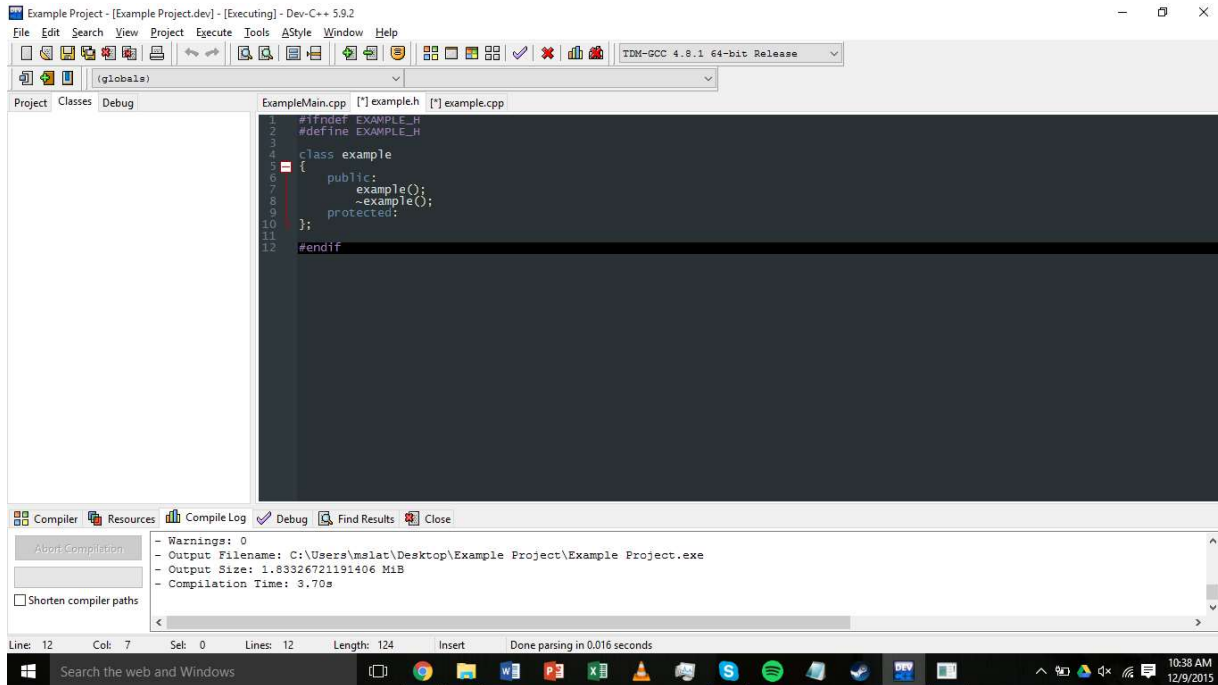 Example Project - [Example Project.dev] - [Executing] - Dev-C++ 5.9.2
File Edit Search View Project Execute Tools AStyle Window Help
TDM-GCC 4.8.1 64-bit Release
(globals)
Project Classes Debug
ExampleMain.cpp [*] example.h [*] example.cpp
1 #ifndef EXAMPLE_H
2 #define EXAMPLE_H
3
4 class example
5 {
6 public:
7 example();
8 ~example();
9 protected:
10 };
11
12 #endif
Compiler Resources Compile Log Debug Find Results Close
Abort Compilation
Shorten compiler paths
- Warnings: 0
- Output Filename: C:\Users\mslat\Desktop\Example Project\Example Project.exe
- Output Size: 1.83326721191406 MiB
- Compilation Time: 3.70s
Line: 12 Col: 7 Sel: 0 Lines: 12 Length: 124 Insert Done parsing in 0.016 seconds
Search the web and Windows
DEV
10:38 AM
12/9/2015